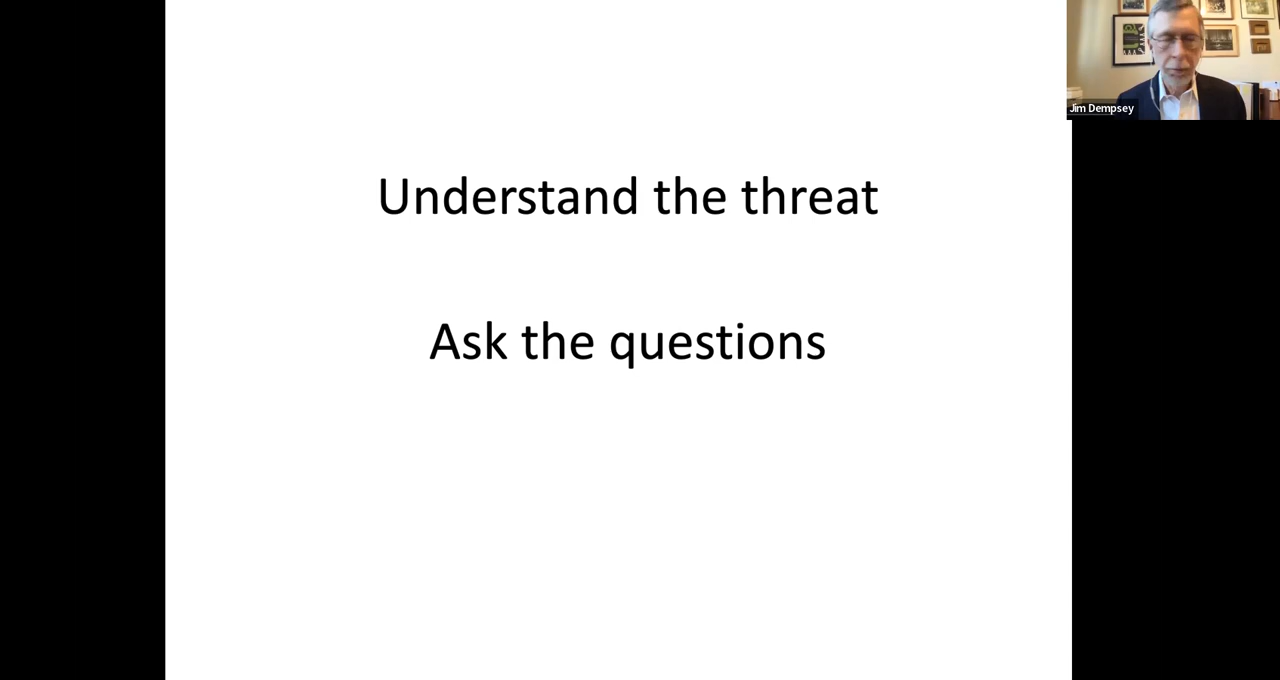 Jim Dempsey
Understand the threat
Ask the questions